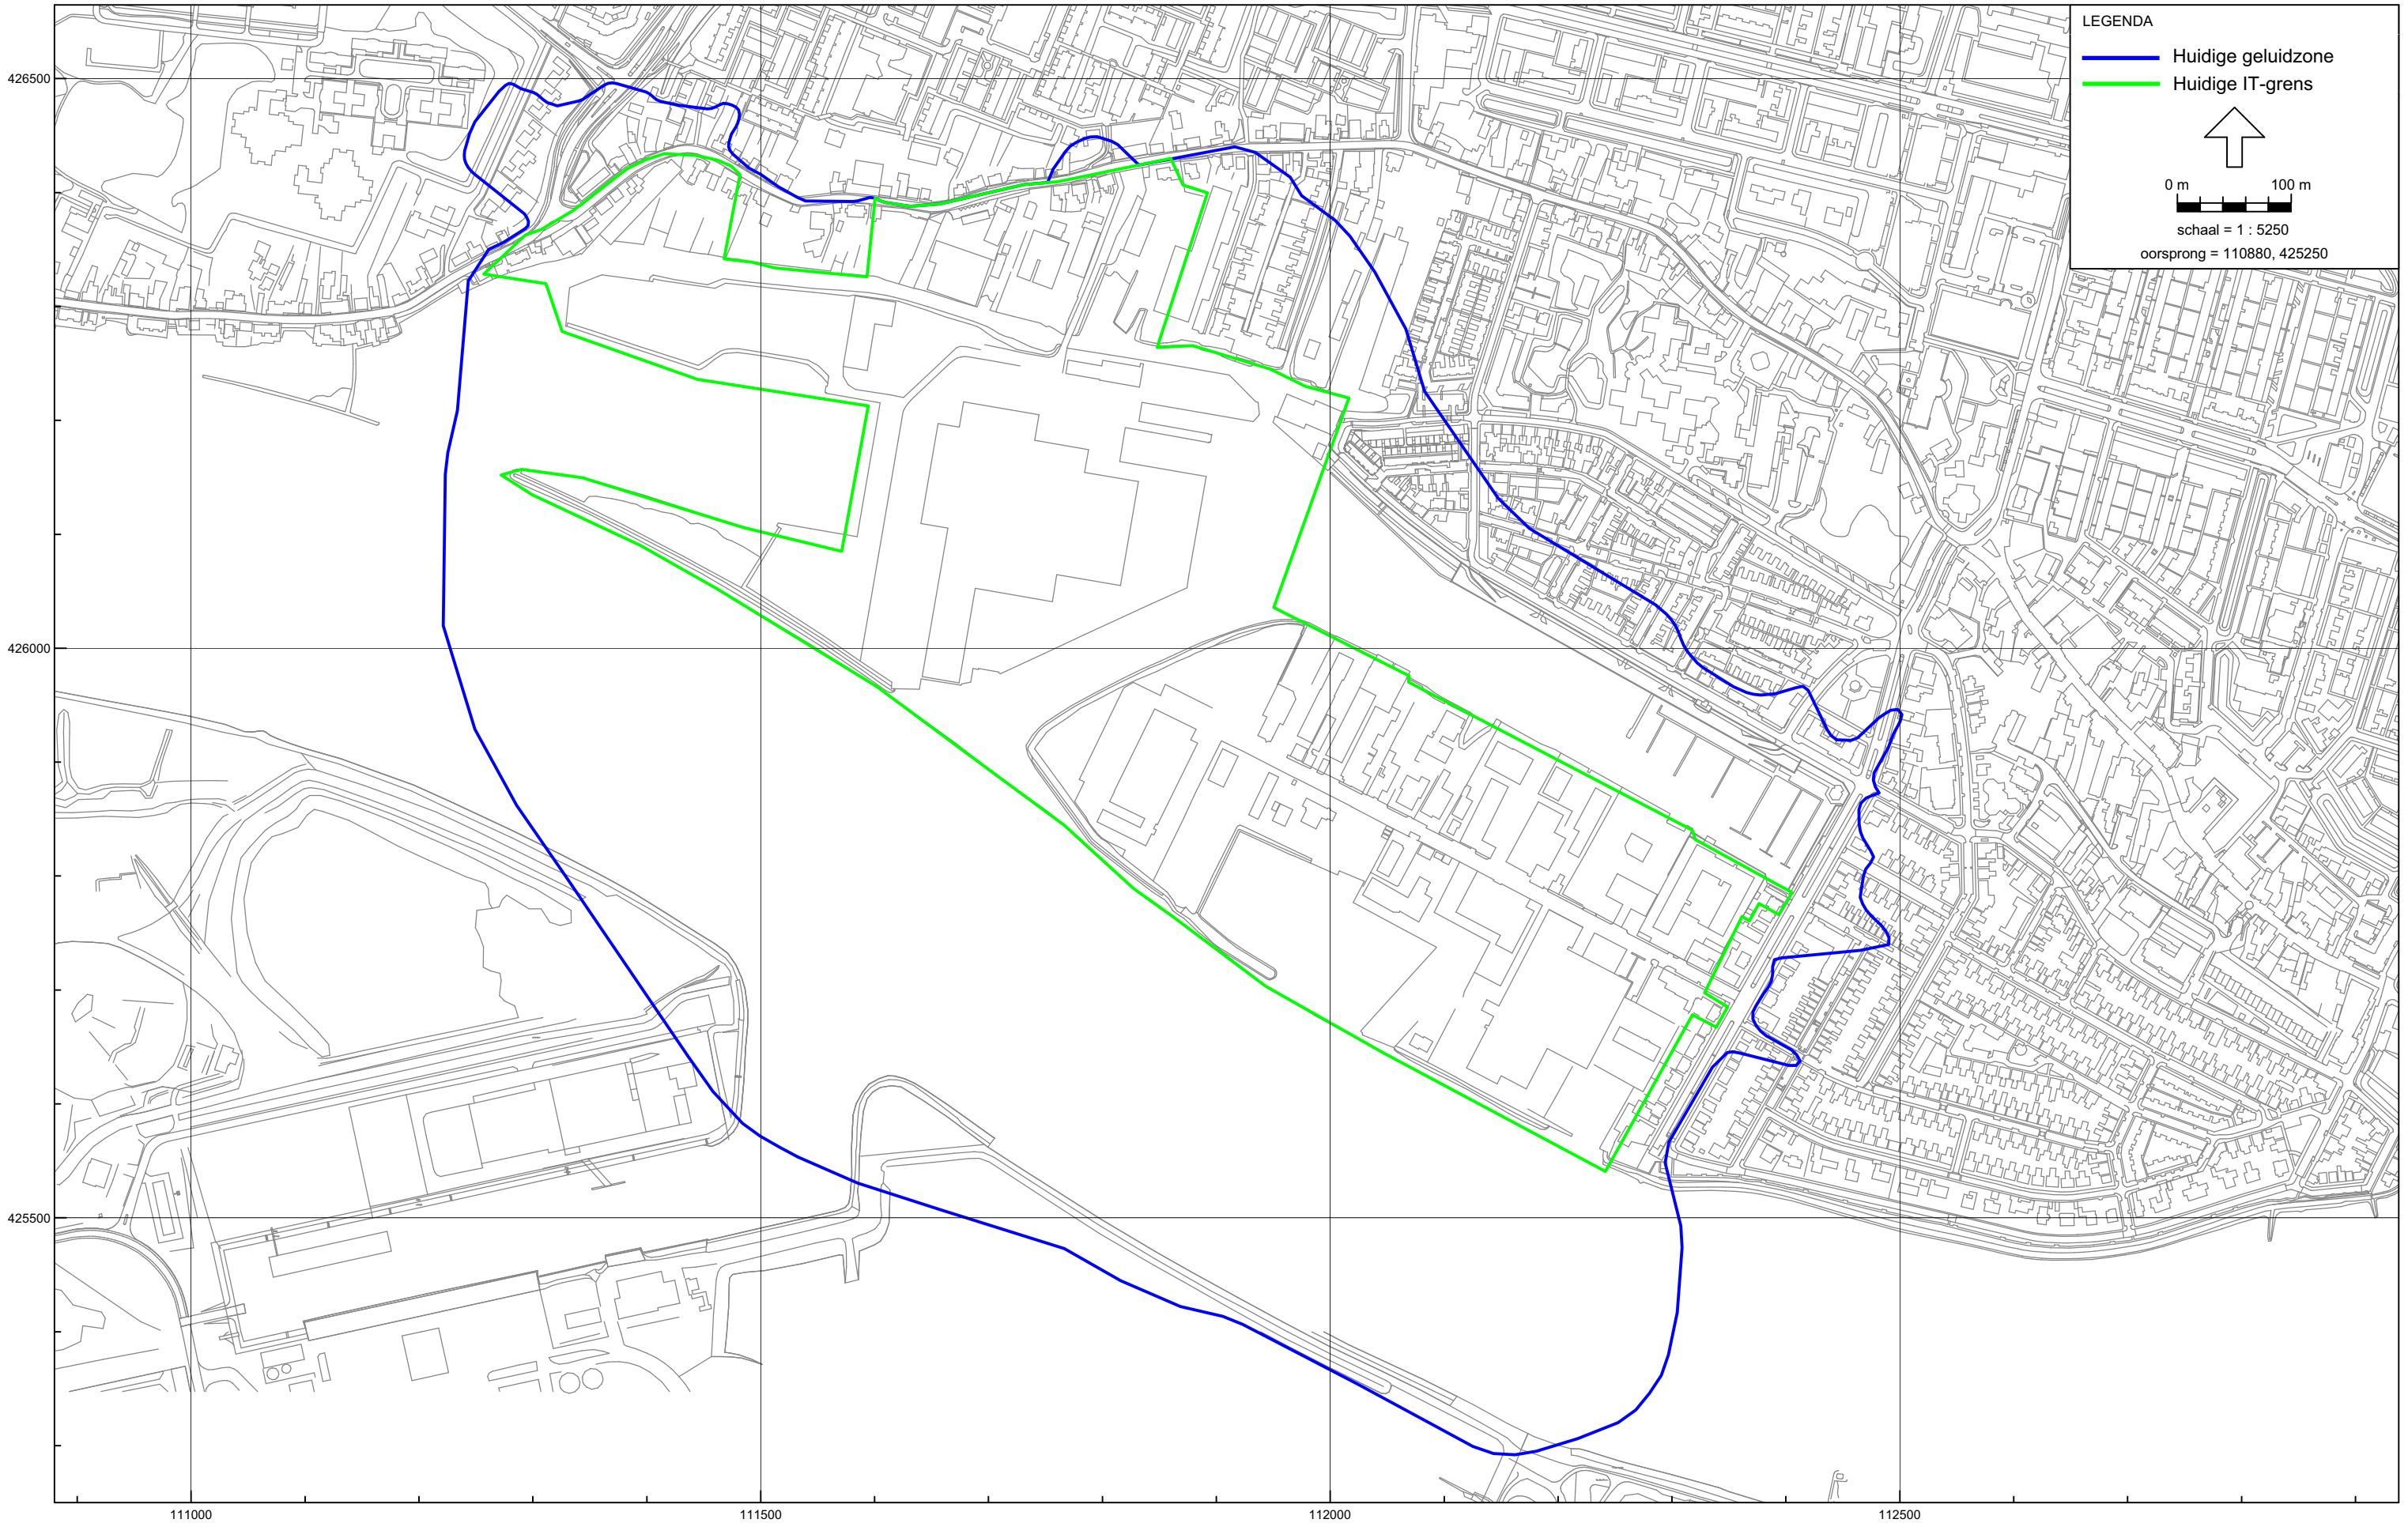 LEGENDA
Huidige geluidzone
Huidige IT-grens
0 m 100 m
schaal = 1 : 5250
oorsprong = 110880, 425250
426500
426000
425500
111000 111500 112000 112500